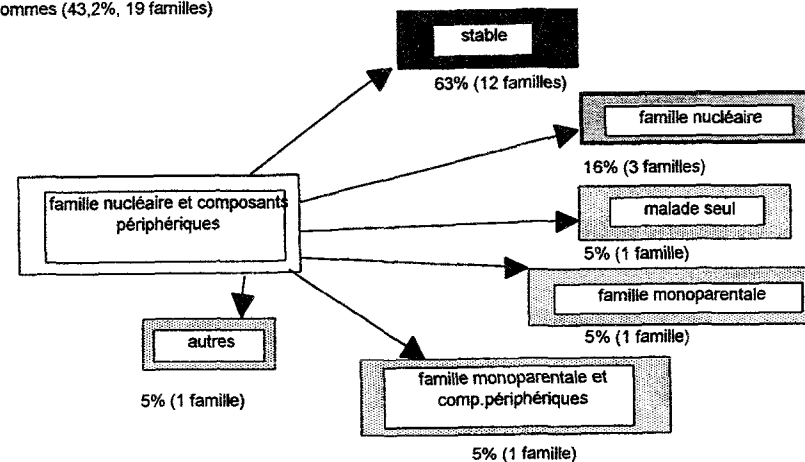 ommes (43,2%, 19 familles)
stable
63% (12 familles)
famille nucléaire
16% (3 familles)
famille nucléaire et composants
périphériques
malade seul
5% (1 famille)
famille monoparentale
5% (1 famille)
autres
5% (1 famille)
famille monoparentale et
comp.périphériques
5% (1 famille)